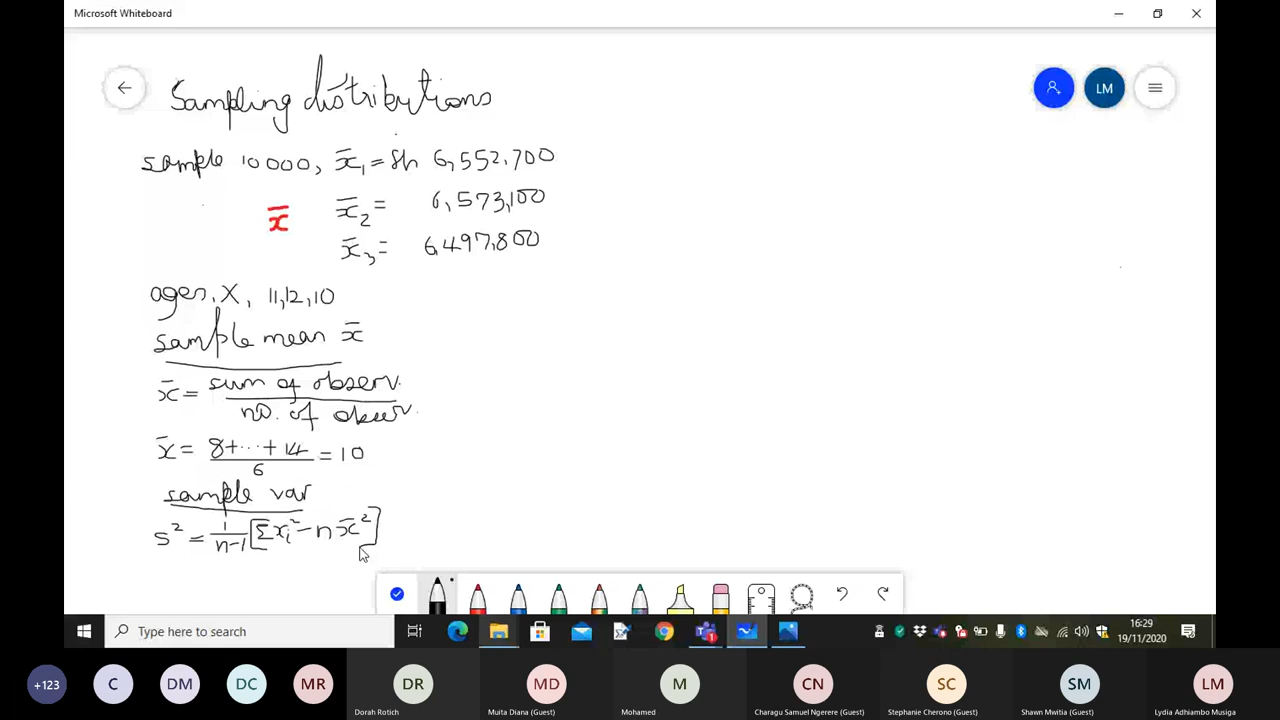 Microsoft Whiteboard
Sampling distributions
LM
sample 10000, x̄₁ = sh 6,552,700
x̄₂ = 6,573,100
x̄
x̄₃ = 6,497,800
ages, X, 11,12,10
sample mean x̄
x̄ = sum of observ. / no. of observ.
x̄ = 8+...+14 / 6 = 10
sample var
s² = 1/n-1 [Σxᵢ² - n x̄²]
Type here to search
16:29
19/11/2020
+123 C DM DC MR DR MD M CN SC SM LM
Dorah Rotich Muita Diana (Guest) Mohamed Charagu Samuel Ngerere (Guest) Stephanie Cherono (Guest) Shawn Mwitia (Guest) Lydia Adhiambo Musiga